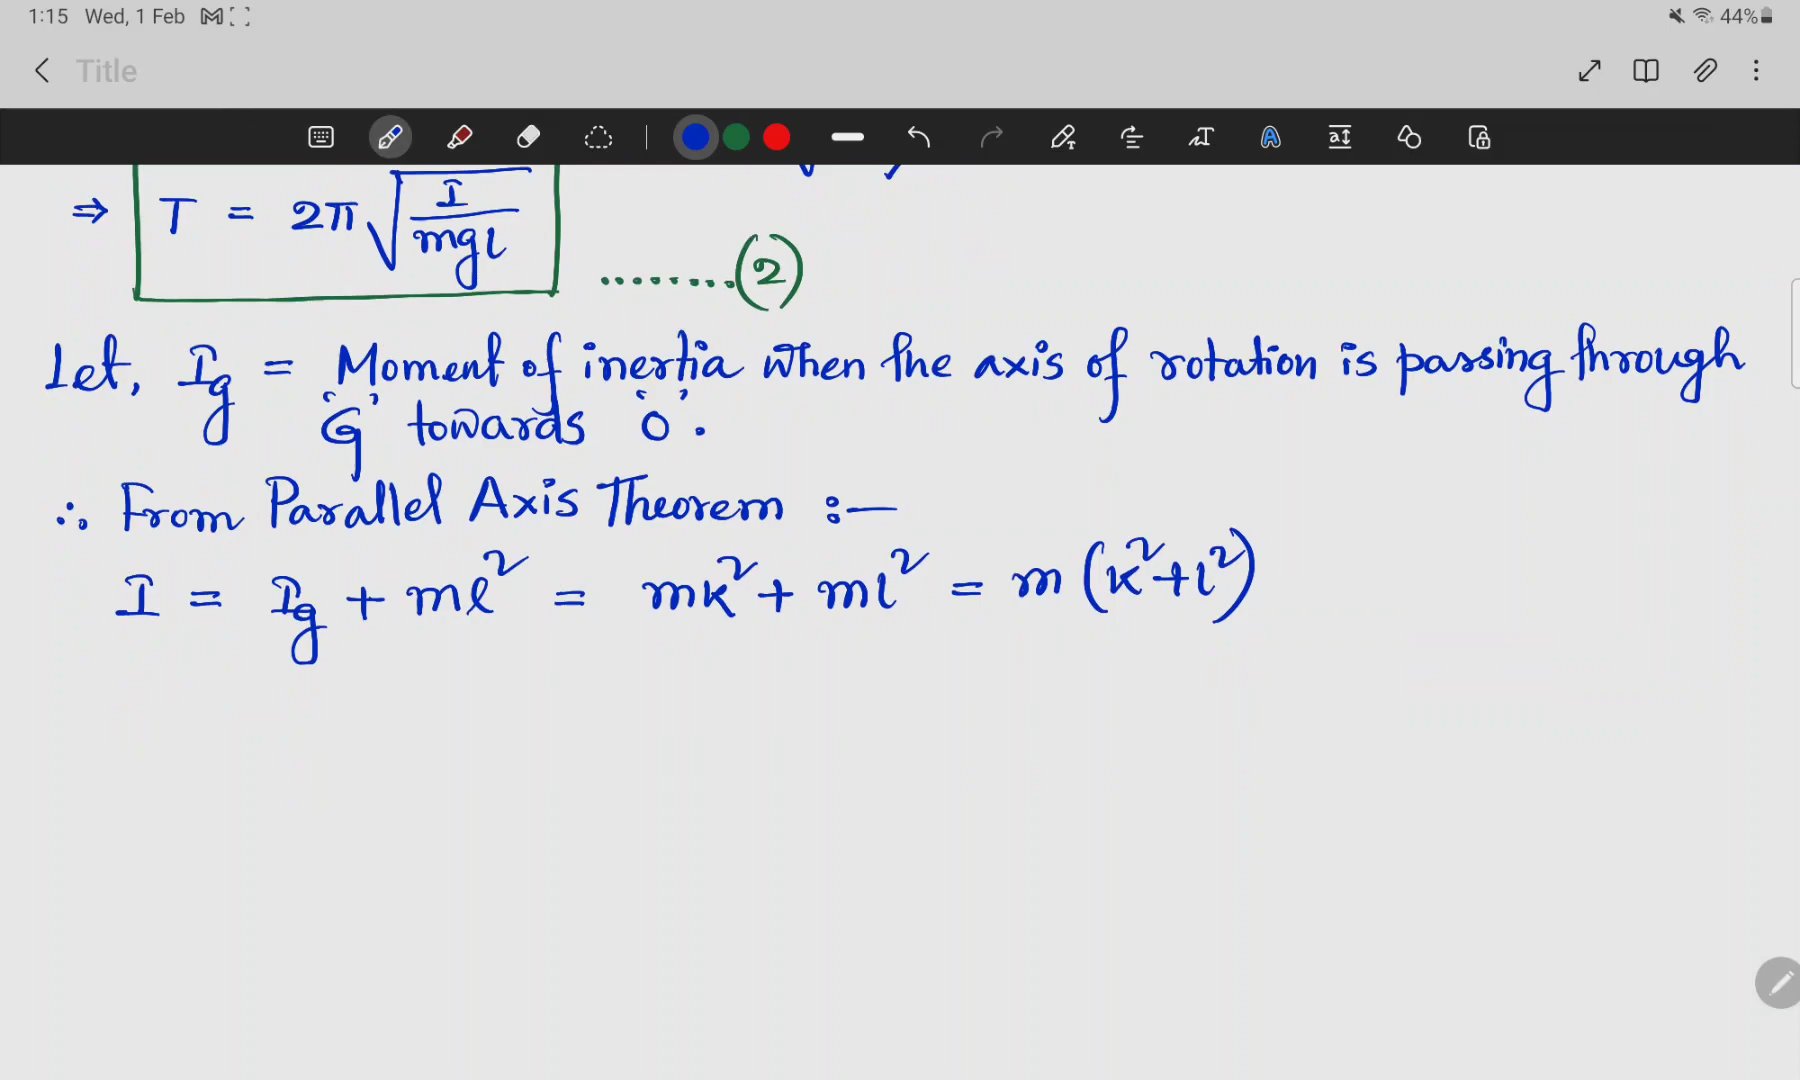 1:15 Wed, 1 Feb 44%
Title
⇒ T = 2π√(I/mgl) ........(2)
Let, Ig = Moment of inertia when the axis of rotation is passing through
'G' towards 'O'.
∴ From Parallel Axis Theorem :—
I = Ig + ml² = mk² + ml² = m (k²+l²)